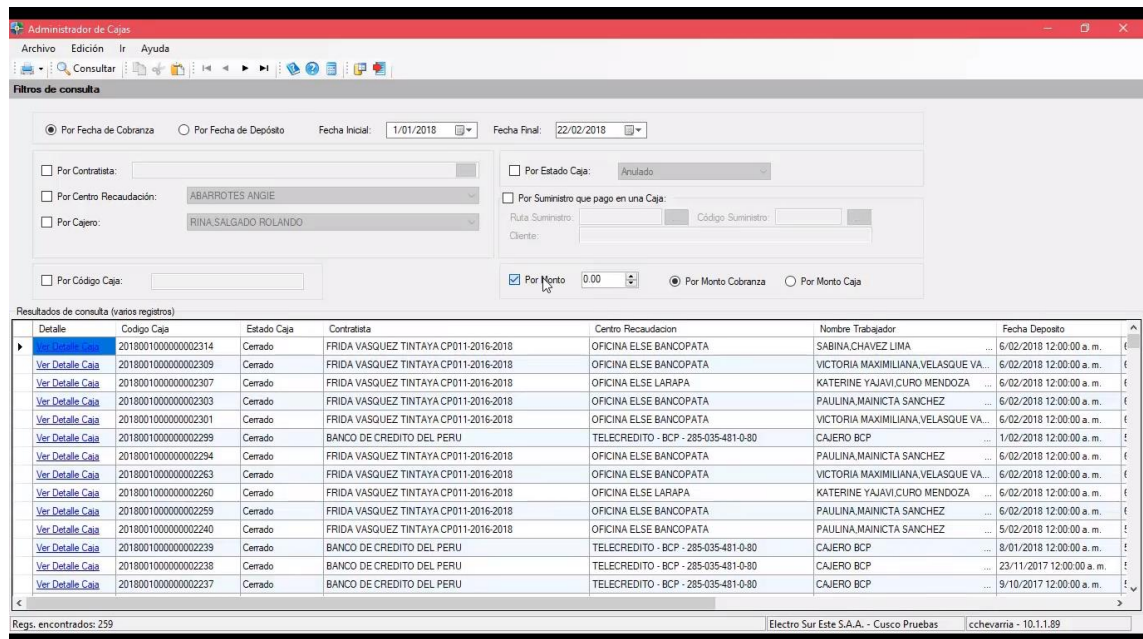 Administrador de Cajas
Archivo Edición Ir Ayuda
Consultar
Filtros de consulta
Por Fecha de Cobranza Por Fecha de Depósito Fecha Inicial: 1/01/2018 Fecha Final: 22/02/2018
Por Contratista: Por Estado Caja: Anulado
Por Centro Recaudación: ABARROTES ANGIE Por Suministro que pago en una Caja:
Por Cajero: RINA,SALGADO ROLANDO Ruta Suministro: ... Código Suministro: ...
Cliente:
Por Código Caja: Por Monto 0.00 Por Monto Cobranza Por Monto Caja
Resultados de consulta (varios registros)
Detalle Codigo Caja Estado Caja Contratista Centro Recaudacion Nombre Trabajador Fecha Deposito
Ver Detalle Caja 2018001000000002314 Cerrado FRIDA VASQUEZ TINTAYA CP011-2016-2018 OFICINA ELSE BANCOPATA SABINA,CHAVEZ LIMA ... 6/02/2018 12:00:00 a. m.
Ver Detalle Caja 2018001000000002309 Cerrado FRIDA VASQUEZ TINTAYA CP011-2016-2018 OFICINA ELSE BANCOPATA VICTORIA MAXIMILIANA,VELASQUE VA... 6/02/2018 12:00:00 a. m.
Ver Detalle Caja 2018001000000002307 Cerrado FRIDA VASQUEZ TINTAYA CP011-2016-2018 OFICINA ELSE LARAPA KATERINE YAJAVI,CURO MENDOZA ... 6/02/2018 12:00:00 a. m.
Ver Detalle Caja 2018001000000002303 Cerrado FRIDA VASQUEZ TINTAYA CP011-2016-2018 OFICINA ELSE BANCOPATA PAULINA,MAINICTA SANCHEZ ... 6/02/2018 12:00:00 a. m.
Ver Detalle Caja 2018001000000002301 Cerrado FRIDA VASQUEZ TINTAYA CP011-2016-2018 OFICINA ELSE BANCOPATA VICTORIA MAXIMILIANA,VELASQUE VA... 6/02/2018 12:00:00 a. m.
Ver Detalle Caja 2018001000000002299 Cerrado BANCO DE CREDITO DEL PERU TELECREDITO - BCP - 285-035-481-0-80 CAJERO BCP ... 1/02/2018 12:00:00 a. m.
Ver Detalle Caja 2018001000000002294 Cerrado FRIDA VASQUEZ TINTAYA CP011-2016-2018 OFICINA ELSE BANCOPATA PAULINA,MAINICTA SANCHEZ ... 6/02/2018 12:00:00 a. m.
Ver Detalle Caja 2018001000000002263 Cerrado FRIDA VASQUEZ TINTAYA CP011-2016-2018 OFICINA ELSE BANCOPATA VICTORIA MAXIMILIANA,VELASQUE VA... 6/02/2018 12:00:00 a. m.
Ver Detalle Caja 2018001000000002260 Cerrado FRIDA VASQUEZ TINTAYA CP011-2016-2018 OFICINA ELSE LARAPA KATERINE YAJAVI,CURO MENDOZA ... 6/02/2018 12:00:00 a. m.
Ver Detalle Caja 2018001000000002259 Cerrado FRIDA VASQUEZ TINTAYA CP011-2016-2018 OFICINA ELSE BANCOPATA PAULINA,MAINICTA SANCHEZ ... 6/02/2018 12:00:00 a. m.
Ver Detalle Caja 2018001000000002240 Cerrado FRIDA VASQUEZ TINTAYA CP011-2016-2018 OFICINA ELSE BANCOPATA PAULINA,MAINICTA SANCHEZ ... 5/02/2018 12:00:00 a. m.
Ver Detalle Caja 2018001000000002239 Cerrado BANCO DE CREDITO DEL PERU TELECREDITO - BCP - 285-035-481-0-80 CAJERO BCP ... 8/01/2018 12:00:00 a. m.
Ver Detalle Caja 2018001000000002238 Cerrado BANCO DE CREDITO DEL PERU TELECREDITO - BCP - 285-035-481-0-80 CAJERO BCP ... 23/11/2017 12:00:00 a. m.
Ver Detalle Caja 2018001000000002237 Cerrado BANCO DE CREDITO DEL PERU TELECREDITO - BCP - 285-035-481-0-80 CAJERO BCP ... 9/10/2017 12:00:00 a. m.
Regs. encontrados: 259 Electro Sur Este S.A.A. - Cusco Pruebas cchevarria - 10.1.1.89